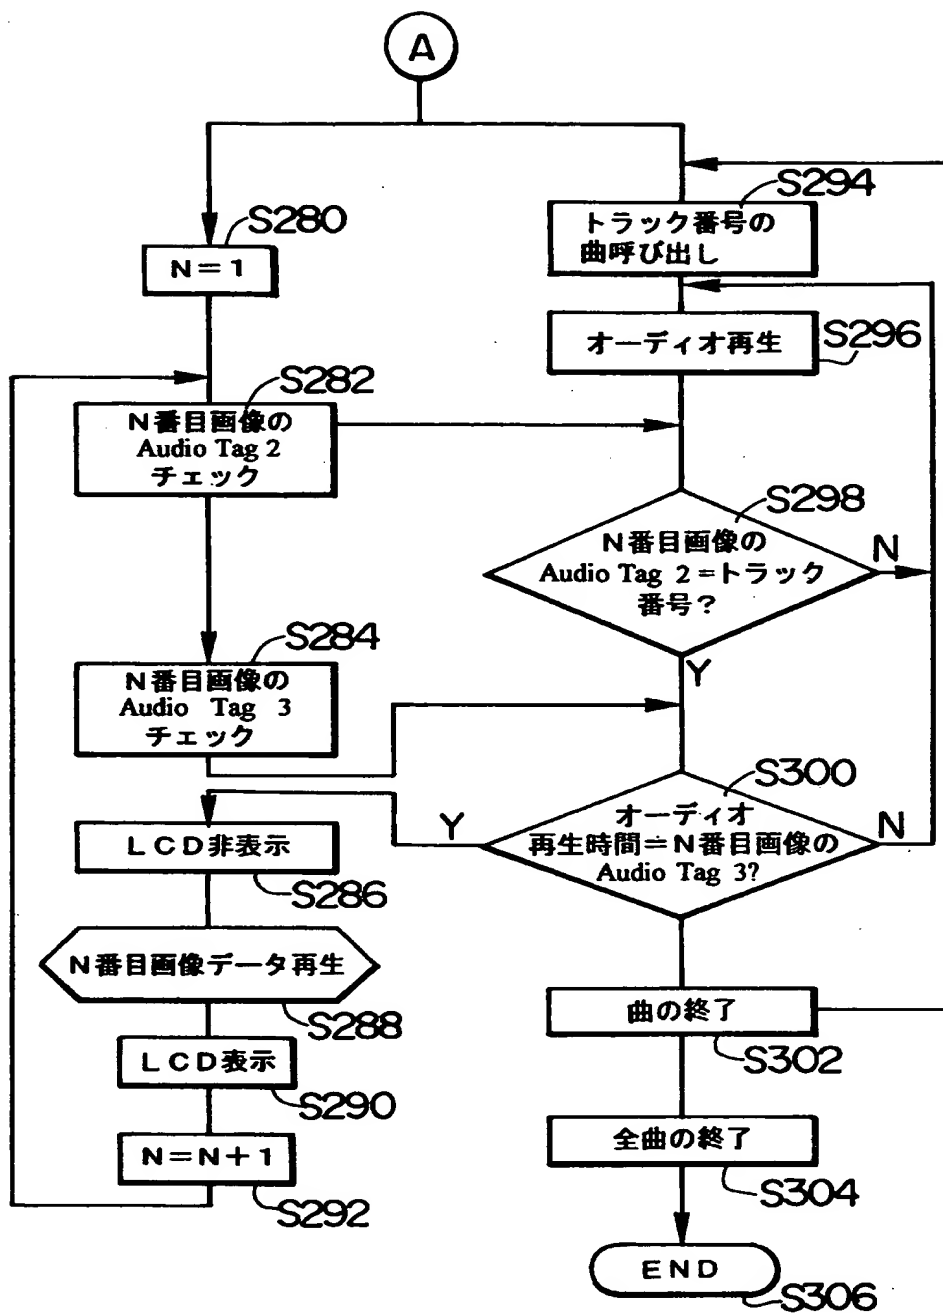 A
S280
N=1
S282
N番目画像の
Audio Tag 2
チェック
S284
N番目画像の
Audio Tag 3
チェック
LCD非表示
S286
N番目画像データ再生
S288
LCD表示
S290
N=N+1
S292
S294
トラック番号の
曲呼び出し
オーディオ再生
S296
S298
N番目画像の
Audio Tag 2=トラック
番号?
N
Y
S300
オーディオ
再生時間=N番目画像の
Audio Tag 3?
Y
N
曲の終了
S302
全曲の終了
S304
END
S306